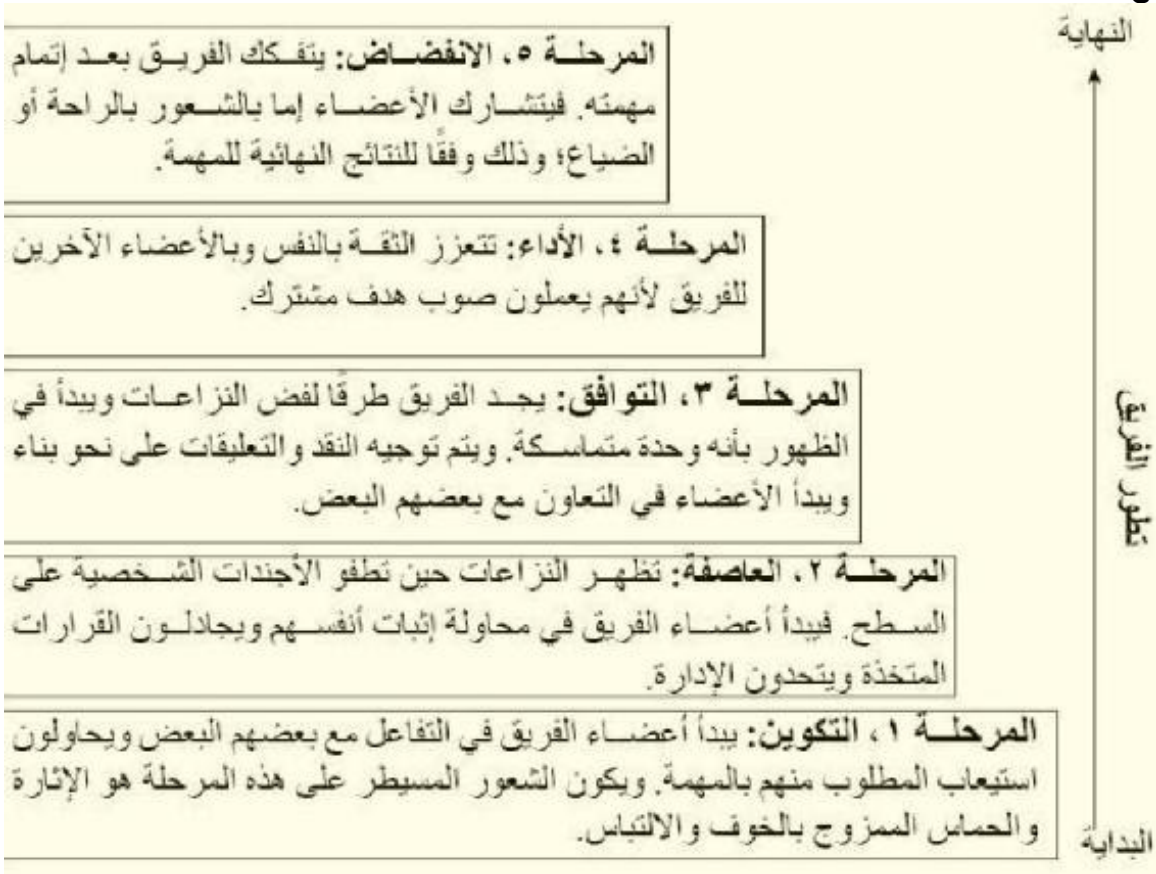 النهاية
المرحلة ٥، الانفضاض: يتفكك الفريق بعد إتمام
مهمته. فيتشارك الأعضاء إما بالشعور بالراحة أو
الضياع؛ وذلك وفقًا للنتائج النهائية للمهمة.
المرحلة ٤، الأداء: تتعزز الثقة بالنفس وبالأعضاء الآخرين
للفريق لأنهم يعملون صوب هدف مشترك.
المرحلة ٣، التوافق: يجد الفريق طرقًا لفض النزاعات ويبدأ في
الظهور بأنه وحدة متماسكة. ويتم توجيه النقد والتعليقات على نحو بناء
ويبدأ الأعضاء في التعاون مع بعضهم البعض.
تطور الفريق
المرحلة ٢، العاصفة: تظهر النزاعات حين تطفو الأجندات الشخصية على
السطح. فيبدأ أعضاء الفريق في محاولة إثبات أنفسهم ويجادلون القرارات
المتخذة ويتحدون الإدارة.
المرحلة ١، التكوين: يبدأ أعضاء الفريق في التفاعل مع بعضهم البعض ويحاولون
استيعاب المطلوب منهم بالمهمة. ويكون الشعور المسيطر على هذه المرحلة هو الإثارة
والحماس الممزوج بالخوف والالتباس.
البداية